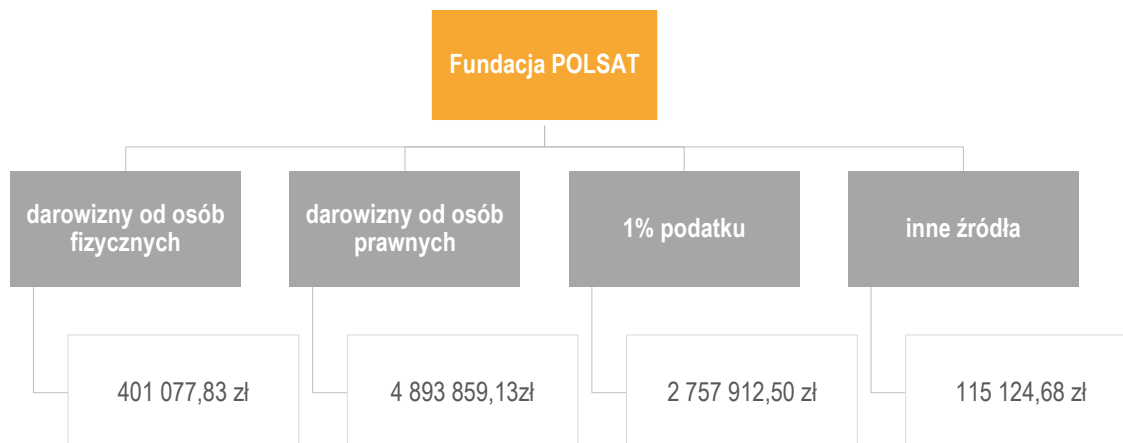 Fundacja POLSAT
darowizny od osób
fizycznych
darowizny od osób
prawnych
1% podatku
inne źródła
401 077,83 zł
4 893 859,13zł
2 757 912,50 zł
115 124,68 zł